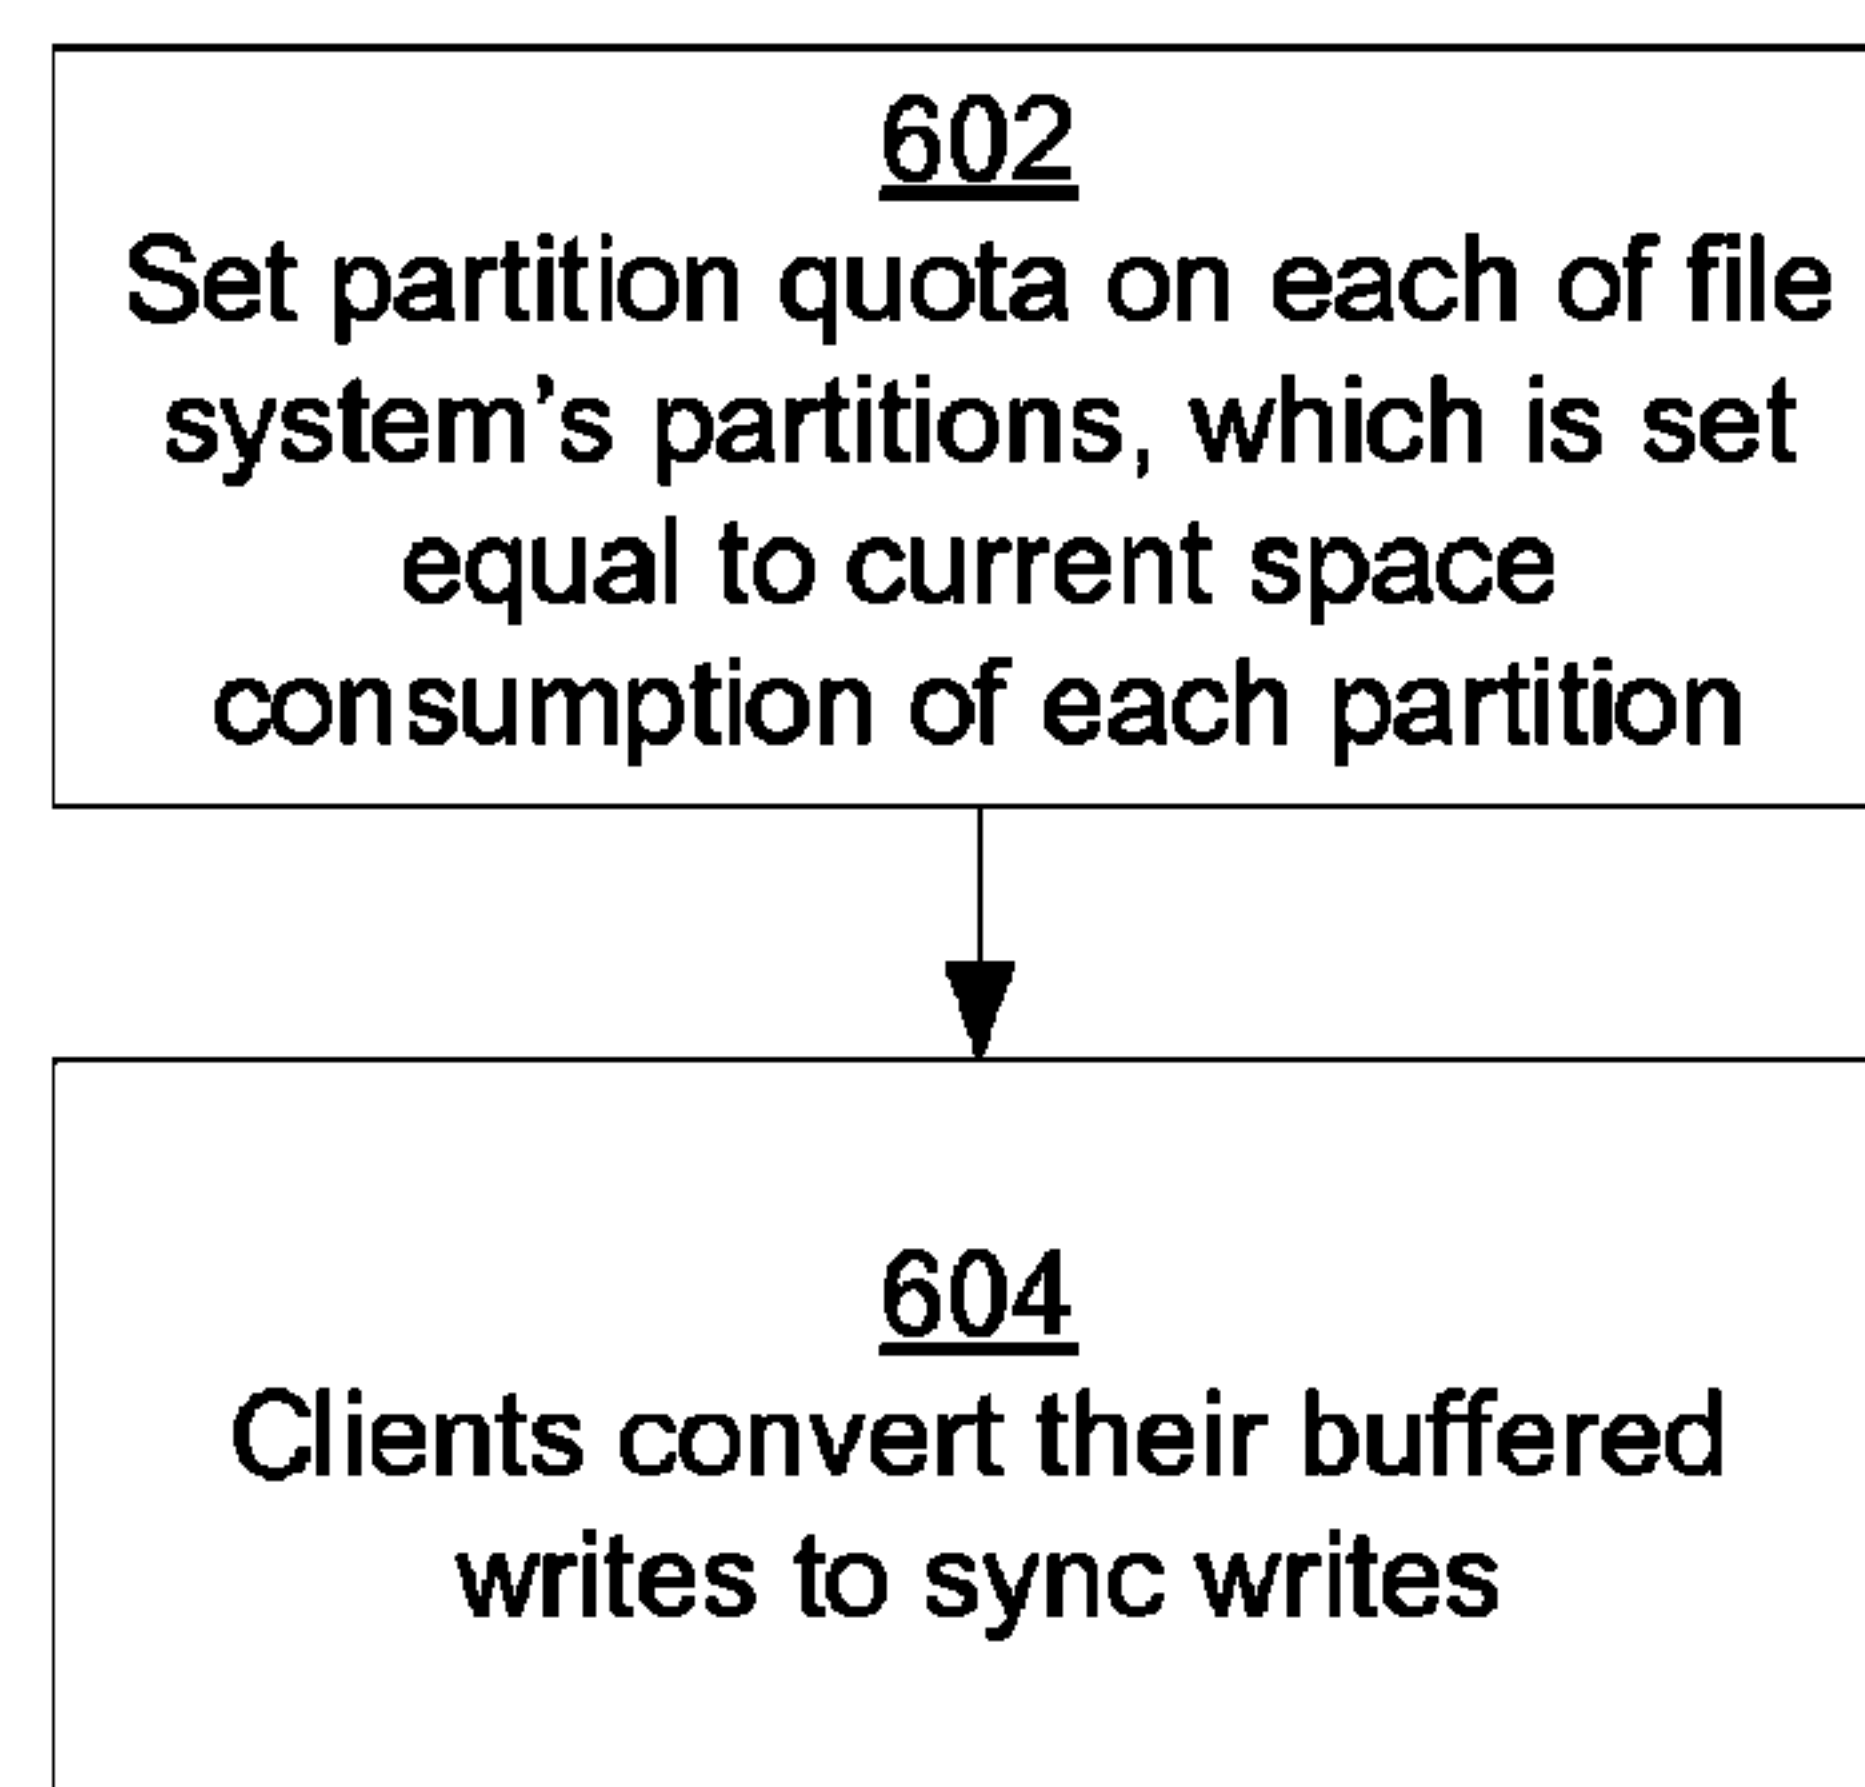 602
Set partition quota on each of file
system’s partitions, which is set
equal to current space
consumption of each partition
604
Clients convert their buffered
writes to sync writes